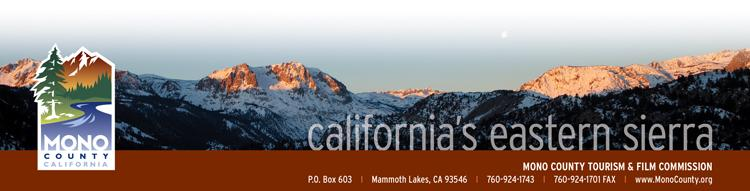 MONO
COUNTY
CALIFORNIA
california's eastern sierra
MONO COUNTY TOURISM & FILM COMMISSION
P.O. Box 603 | Mammoth Lakes, CA 93546 | 760-924-1743 | 760-924-1701 FAX | www.MonoCounty.org